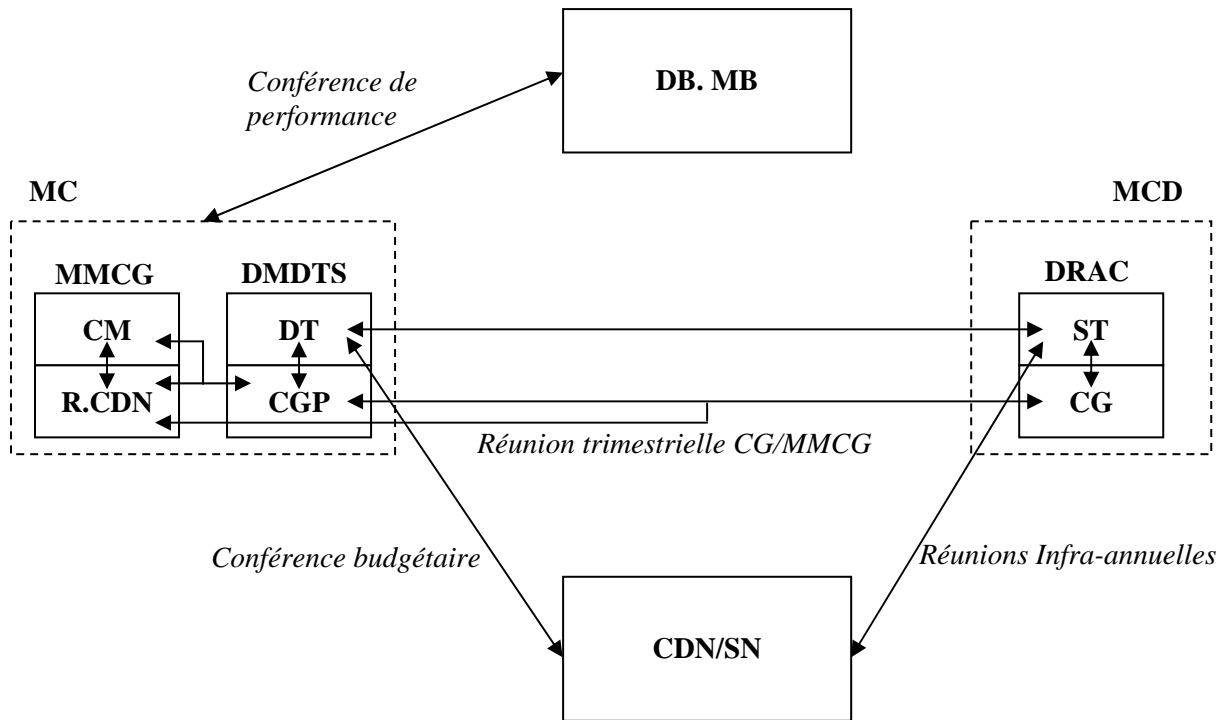 DB. MB
Conférence de
performance
MC
MCD
MMCG
DMDTS
DRAC
CM
DT
ST
R.CDN
CGP
CG
Réunion trimestrielle CG/MMCG
Conférence budgétaire
Réunions Infra-annuelles
CDN/SN